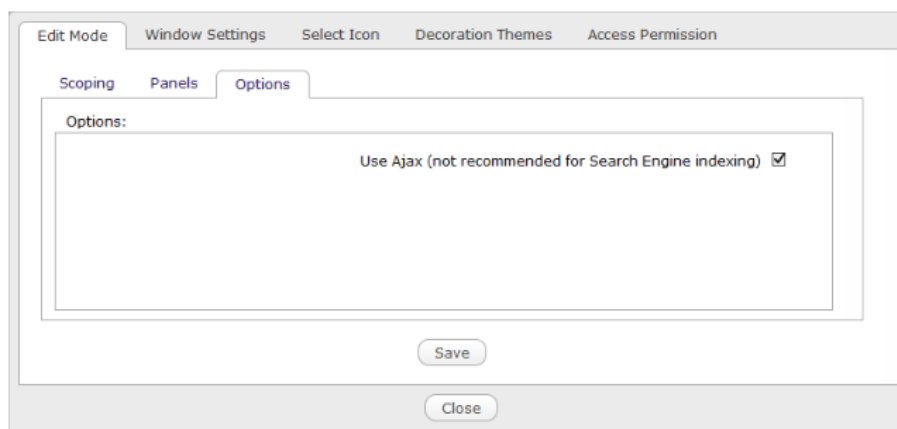 Edit Mode Window Settings Select Icon Decoration Themes Access Permission
Scoping Panels Options
Options:
Use Ajax (not recommended for Search Engine indexing)
Save
Close